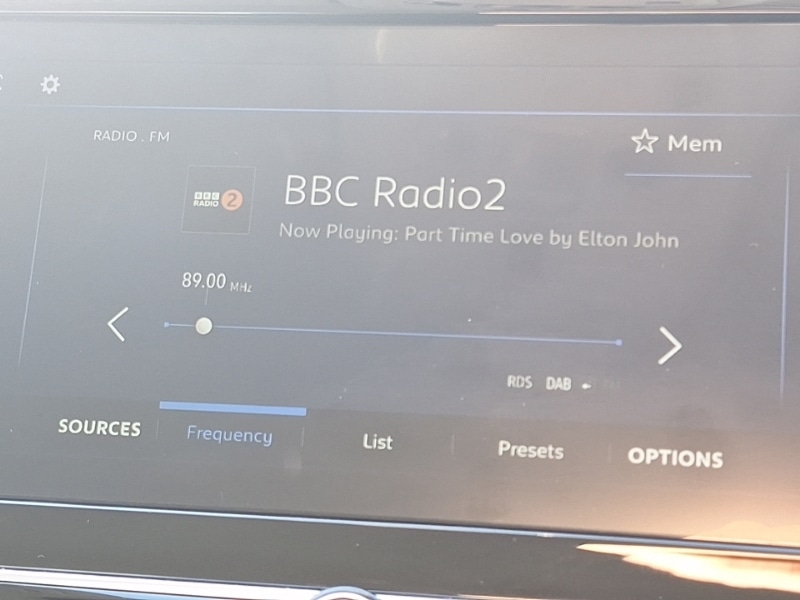 RADIO . FM
Mem
BBC
RADIO 2
BBC Radio2
Now Playing: Part Time Love by Elton John
89.00 MHz
RDS DAB
SOURCES Frequency List Presets OPTIONS